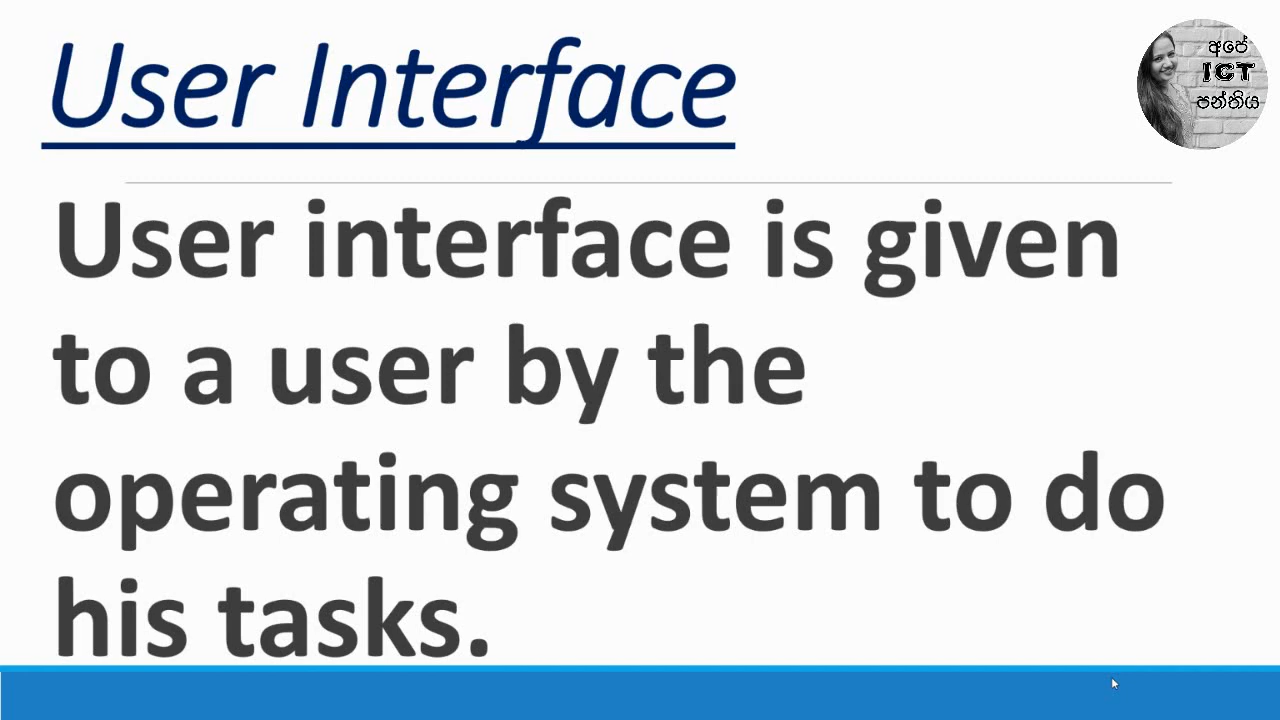 User Interface
අපේ
ICT
පන්තිය
User interface is given
to a user by the
operating system to do
his tasks.